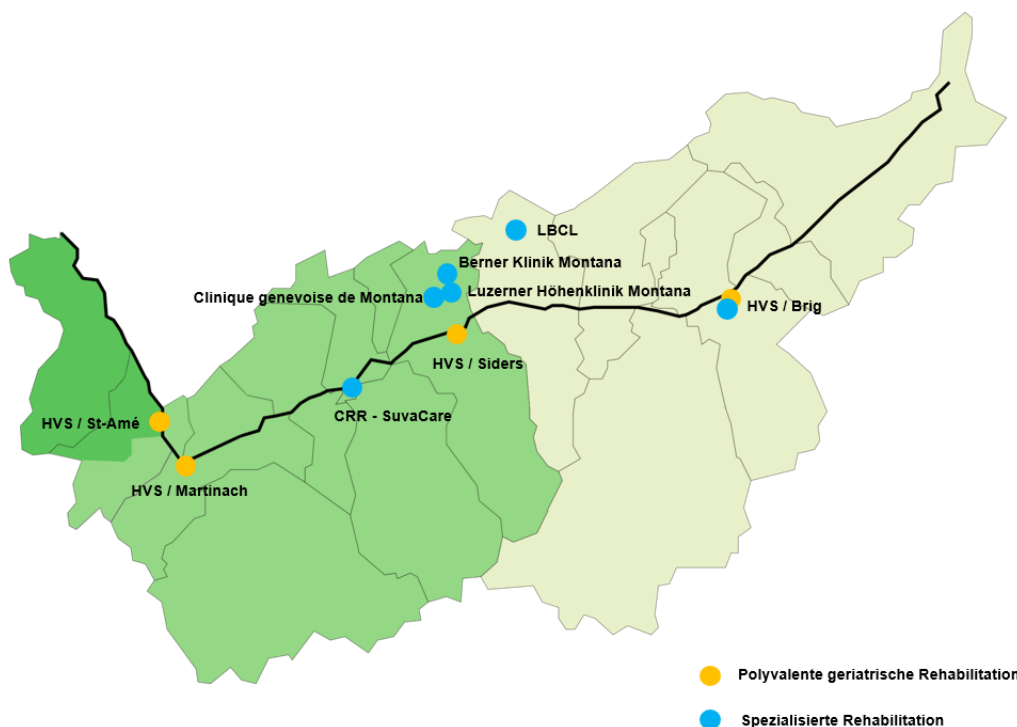 LBCL
Berner Klinik Montana
Clinique genevoise de Montana
Luzerner Höhenklinik Montana
HVS / Brig
HVS / Siders
CRR - SuvaCare
HVS / St-Amé
HVS / Martinach
Polyvalente geriatrische Rehabilitation
Spezialisierte Rehabilitation